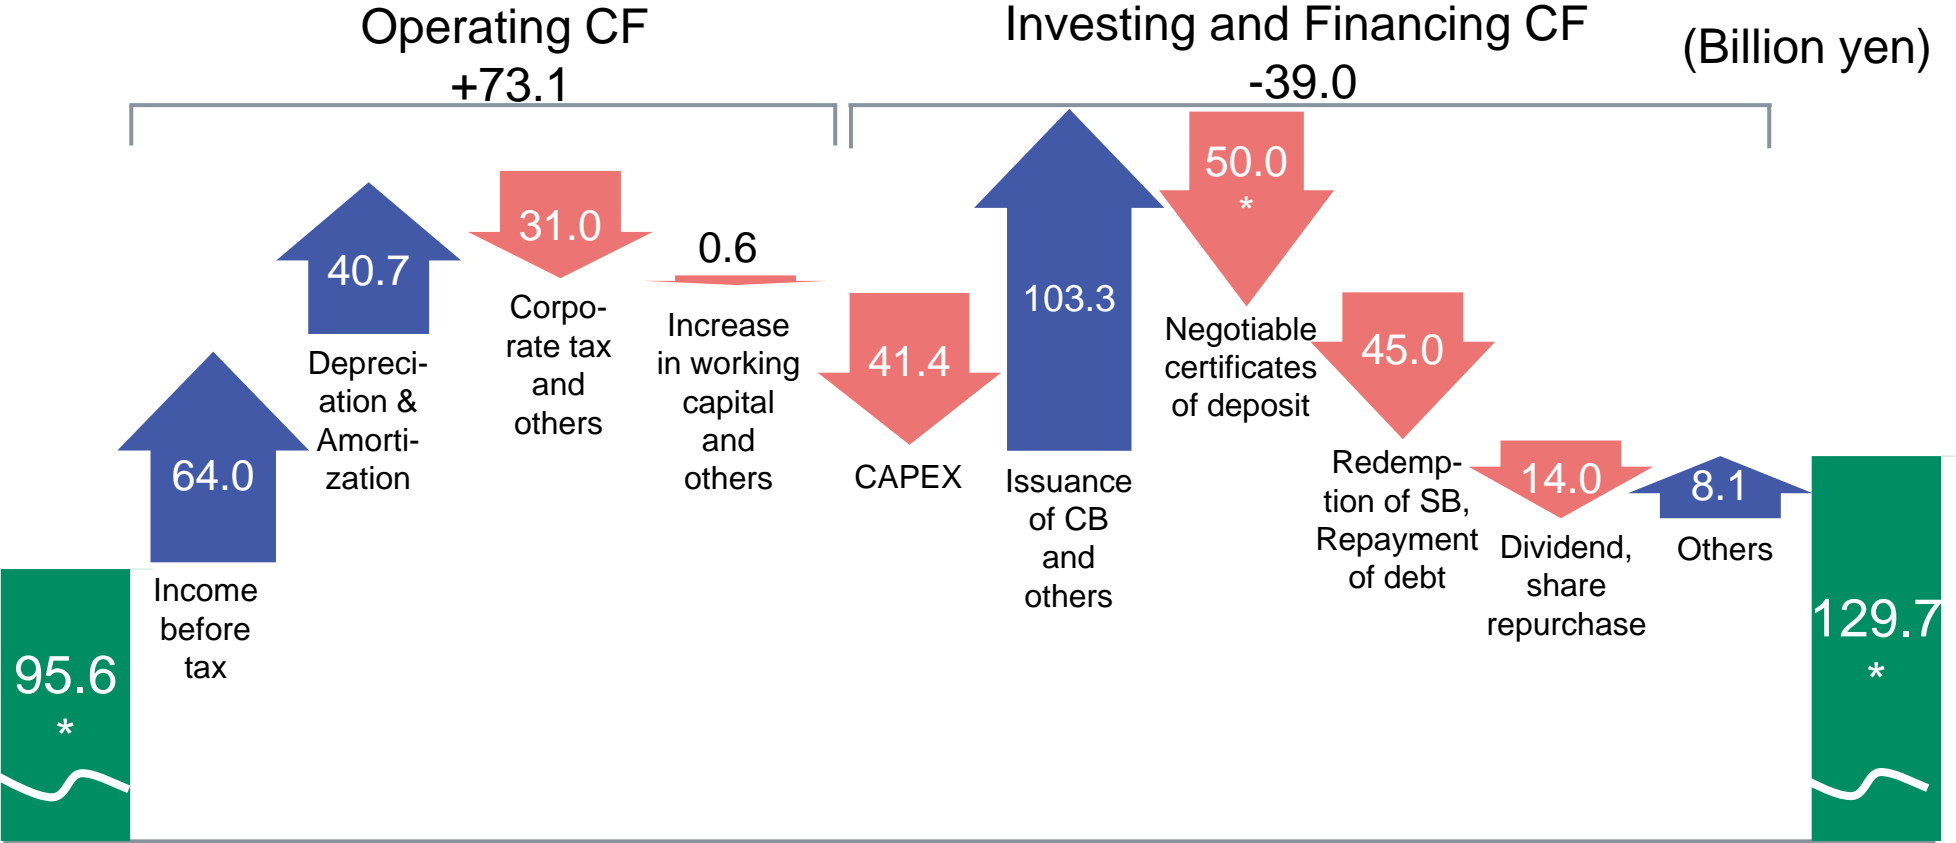 Operating CF
+73.1
Investing and Financing CF
-39.0
(Billion yen)
95.6
*
64.0
Income
before
tax
40.7
Depreci-
ation &
Amorti-
zation
31.0
Corpo-
rate tax
and
others
0.6
Increase
in working
capital
and
others
41.4
CAPEX
103.3
Issuance
of CB
and
others
50.0
*
Negotiable
certificates
of deposit
45.0
Redemp-
tion of SB,
Repayment
of debt
14.0
Dividend,
share
repurchase
8.1
Others
129.7
*